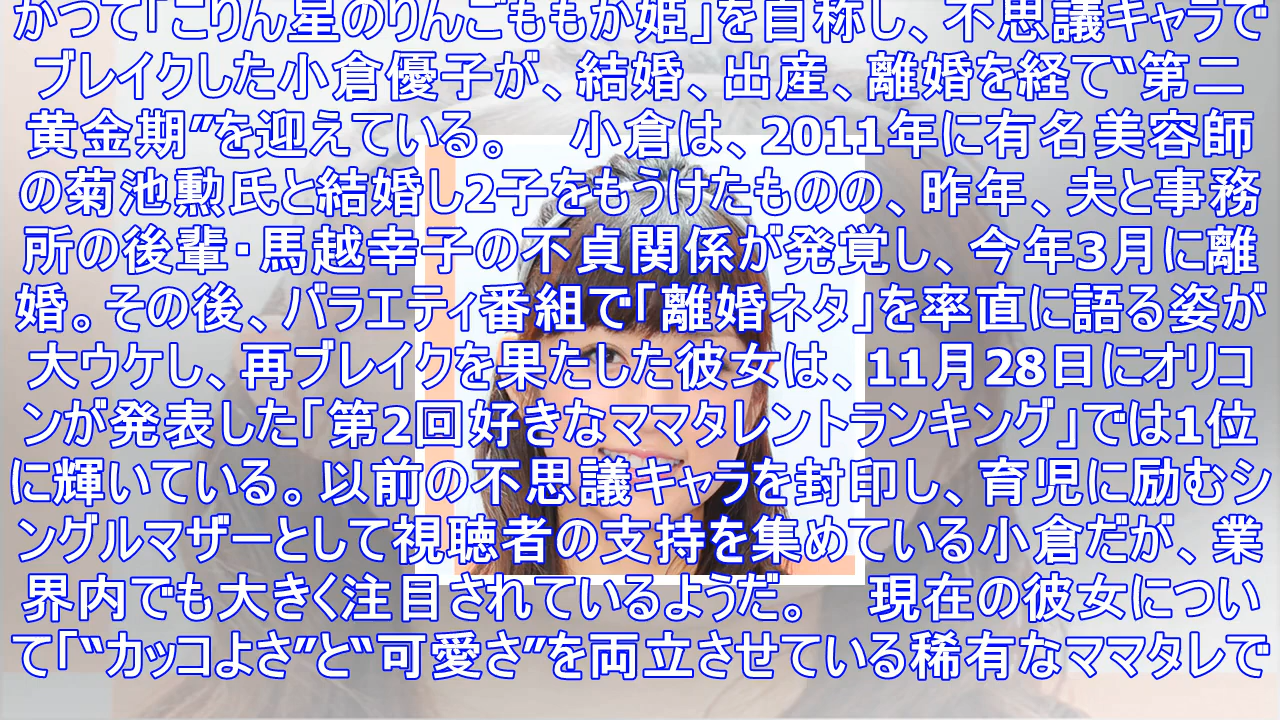 かつて「こりん星のりんごももか姫」を自称し、不思議キャラで
ブレイクした小倉優子が、結婚、出産、離婚を経て“第二
黄金期”を迎えている。　小倉は、2011年に有名美容師
の菊池勲氏と結婚し2子をもうけたものの、昨年、夫と事務
所の後輩・馬越幸子の不貞関係が発覚し、今年3月に離
婚。その後、バラエティ番組で「離婚ネタ」を率直に語る姿が
大ウケし、再ブレイクを果たした彼女は、11月28日にオリコ
ンが発表した「第2回好きなママタレントランキング」では1位
に輝いている。以前の不思議キャラを封印し、育児に励むシ
ングルマザーとして視聴者の支持を集めている小倉だが、業
界内でも大きく注目されているようだ。　現在の彼女につい
て「“カッコよさ”と“可愛さ”を両立させている稀有なママタレで